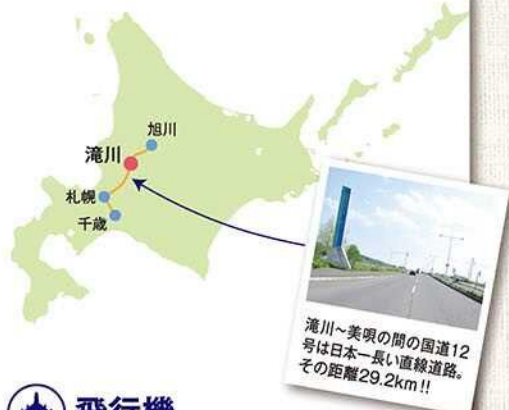 旭川
滝川
札幌
千歳
滝川~美唄の間の国道12
号は日本一長い直線道路。
その距離29.2km!!
飛行機